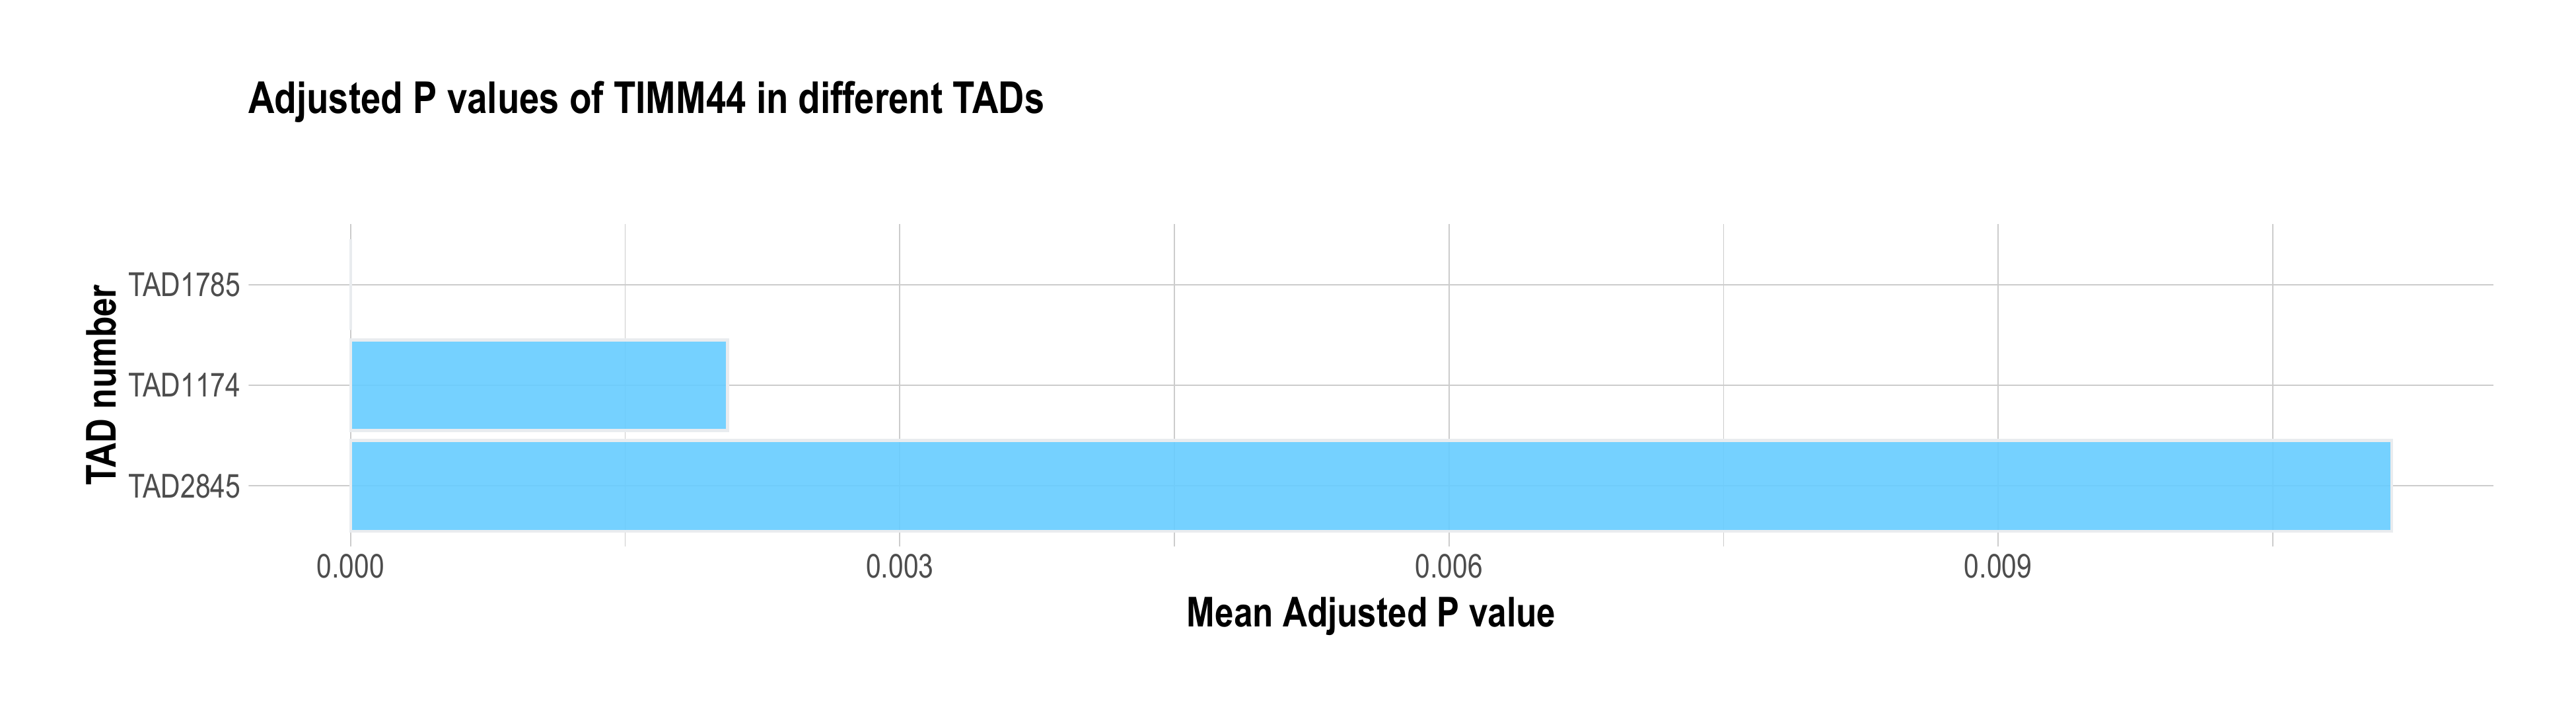 Adjusted P values of TIMM44 in different TADs
TAD number
TAD1785
TAD1174
TAD2845
0.000 0.003 0.006 0.009
Mean Adjusted P value